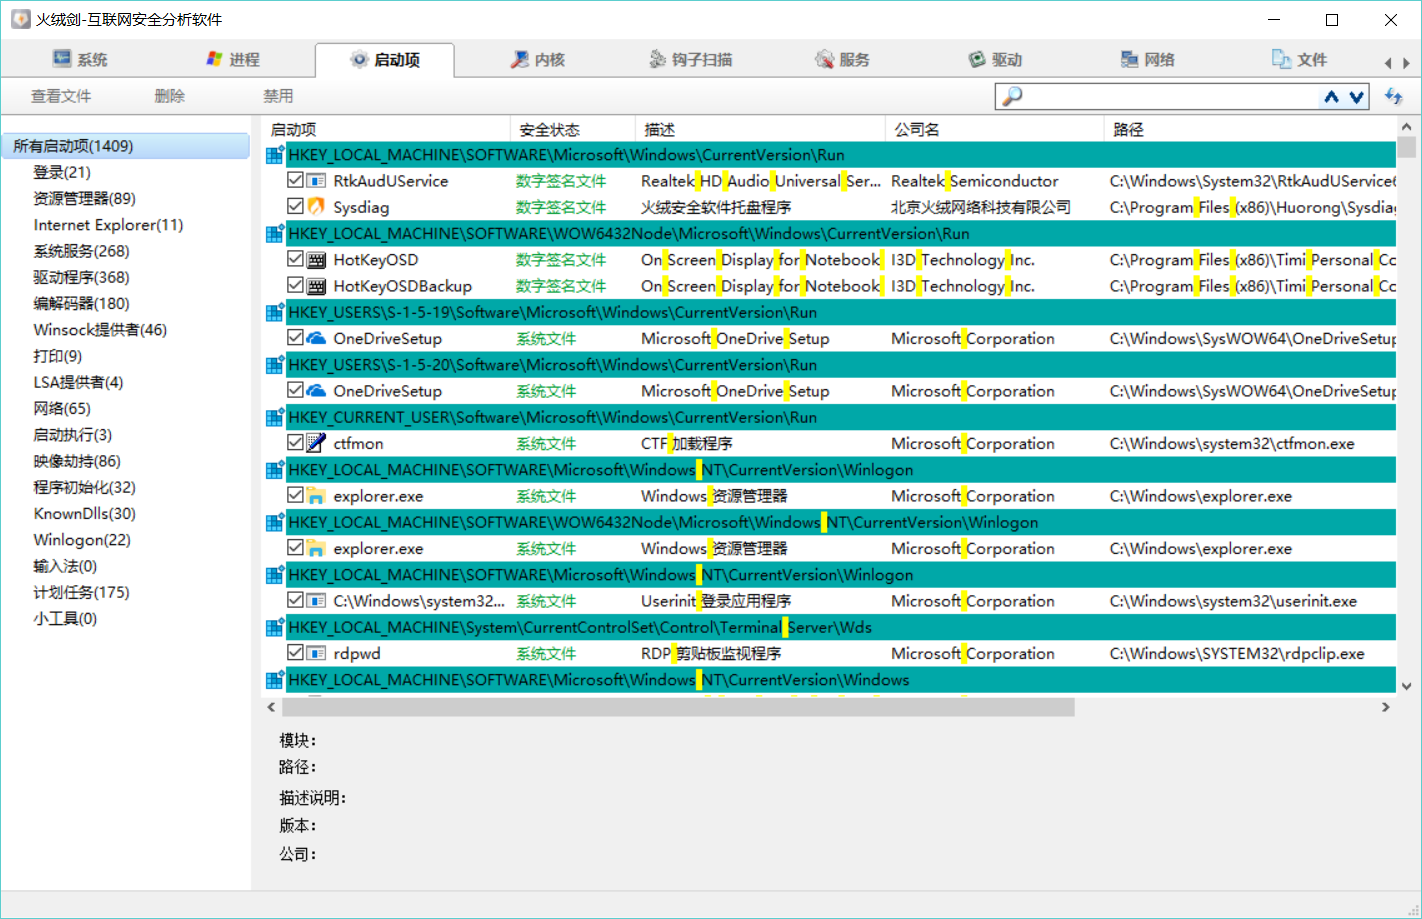 火绒剑-互联网安全分析软件
系统 进程 启动项 内核 钩子扫描 服务 驱动 网络 文件
查看文件 删除 禁用
所有启动项(1409)
登录(21)
资源管理器(89)
Internet Explorer(11)
系统服务(268)
驱动程序(368)
编解码器(180)
Winsock提供者(46)
打印(9)
LSA提供者(4)
网络(65)
启动执行(3)
映像劫持(86)
程序初始化(32)
KnownDlls(30)
Winlogon(22)
输入法(0)
计划任务(175)
小工具(0)
启动项 安全状态 描述 公司名 路径
HKEY_LOCAL_MACHINE\SOFTWARE\Microsoft\Windows\CurrentVersion\Run
RtkAudUService 数字签名文件 Realtek HD Audio Universal Ser... Realtek Semiconductor C:\Windows\System32\RtkAudUService6
Sysdiag 数字签名文件 火绒安全软件托盘程序 北京火绒网络科技有限公司 C:\Program Files (x86)\Huorong\Sysdiag
HKEY_LOCAL_MACHINE\SOFTWARE\WOW6432Node\Microsoft\Windows\CurrentVersion\Run
HotKeyOSD 数字签名文件 On Screen Display for Notebook I3D Technology Inc. C:\Program Files (x86)\Timi Personal Co
HotKeyOSDBackup 数字签名文件 On Screen Display for Notebook I3D Technology Inc. C:\Program Files (x86)\Timi Personal Co
HKEY_USERS\S-1-5-19\Software\Microsoft\Windows\CurrentVersion\Run
OneDriveSetup 系统文件 Microsoft OneDrive Setup Microsoft Corporation C:\Windows\SysWOW64\OneDriveSetup
HKEY_USERS\S-1-5-20\Software\Microsoft\Windows\CurrentVersion\Run
OneDriveSetup 系统文件 Microsoft OneDrive Setup Microsoft Corporation C:\Windows\SysWOW64\OneDriveSetup
HKEY_CURRENT_USER\Software\Microsoft\Windows\CurrentVersion\Run
ctfmon 系统文件 CTF 加载程序 Microsoft Corporation C:\Windows\system32\ctfmon.exe
HKEY_LOCAL_MACHINE\SOFTWARE\Microsoft\Windows NT\CurrentVersion\Winlogon
explorer.exe 系统文件 Windows 资源管理器 Microsoft Corporation C:\Windows\explorer.exe
HKEY_LOCAL_MACHINE\SOFTWARE\WOW6432Node\Microsoft\Windows NT\CurrentVersion\Winlogon
explorer.exe 系统文件 Windows 资源管理器 Microsoft Corporation C:\Windows\explorer.exe
HKEY_LOCAL_MACHINE\SOFTWARE\Microsoft\Windows NT\CurrentVersion\Winlogon
C:\Windows\system32... 系统文件 Userinit 登录应用程序 Microsoft Corporation C:\Windows\system32\userinit.exe
HKEY_LOCAL_MACHINE\System\CurrentControlSet\Control\Terminal Server\Wds
rdpwd 系统文件 RDP 剪贴板监视程序 Microsoft Corporation C:\Windows\SYSTEM32\rdpclip.exe
HKEY_LOCAL_MACHINE\SOFTWARE\Microsoft\Windows NT\CurrentVersion\Windows
模块：
路径：
描述说明：
版本：
公司：